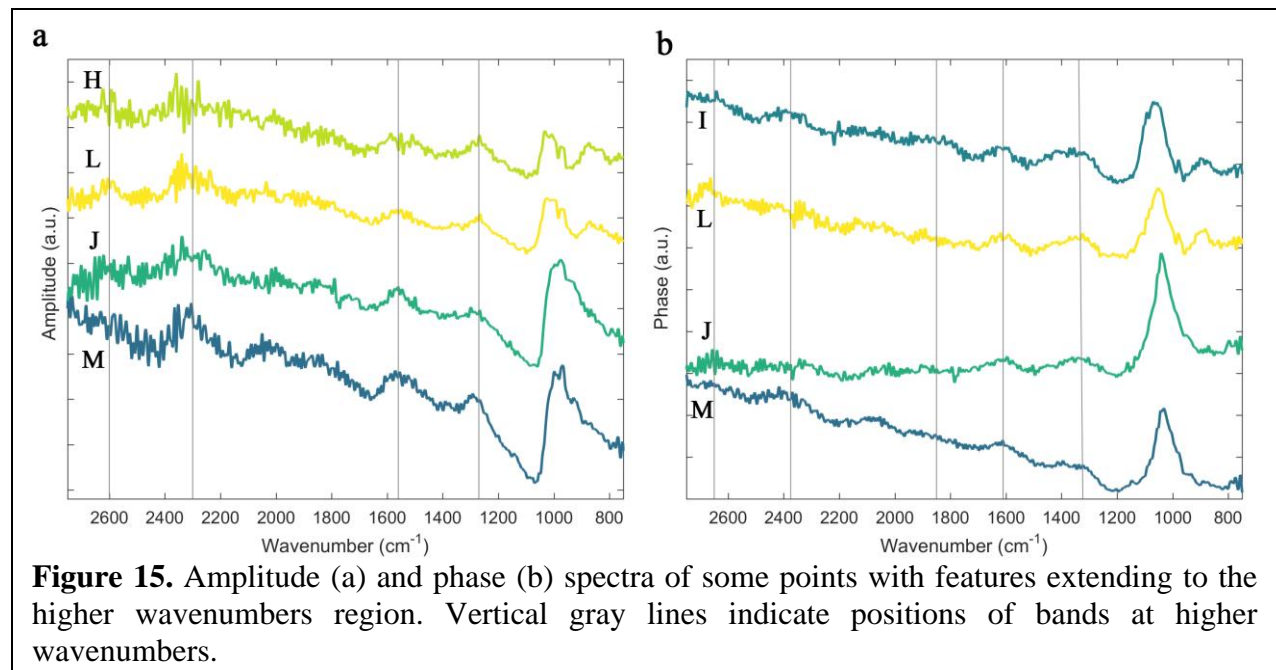 a
b
H
L
J
M
Amplitude (a.u.)
2600 2400 2200 2000 1800 1600 1400 1200 1000 800
Wavenumber (cm⁻¹)
I
L
J
M
Phase (a.u.)
2600 2400 2200 2000 1800 1600 1400 1200 1000 800
Wavenumber (cm⁻¹)
Figure 15. Amplitude (a) and phase (b) spectra of some points with features extending to the
higher wavenumbers region. Vertical gray lines indicate positions of bands at higher
wavenumbers.